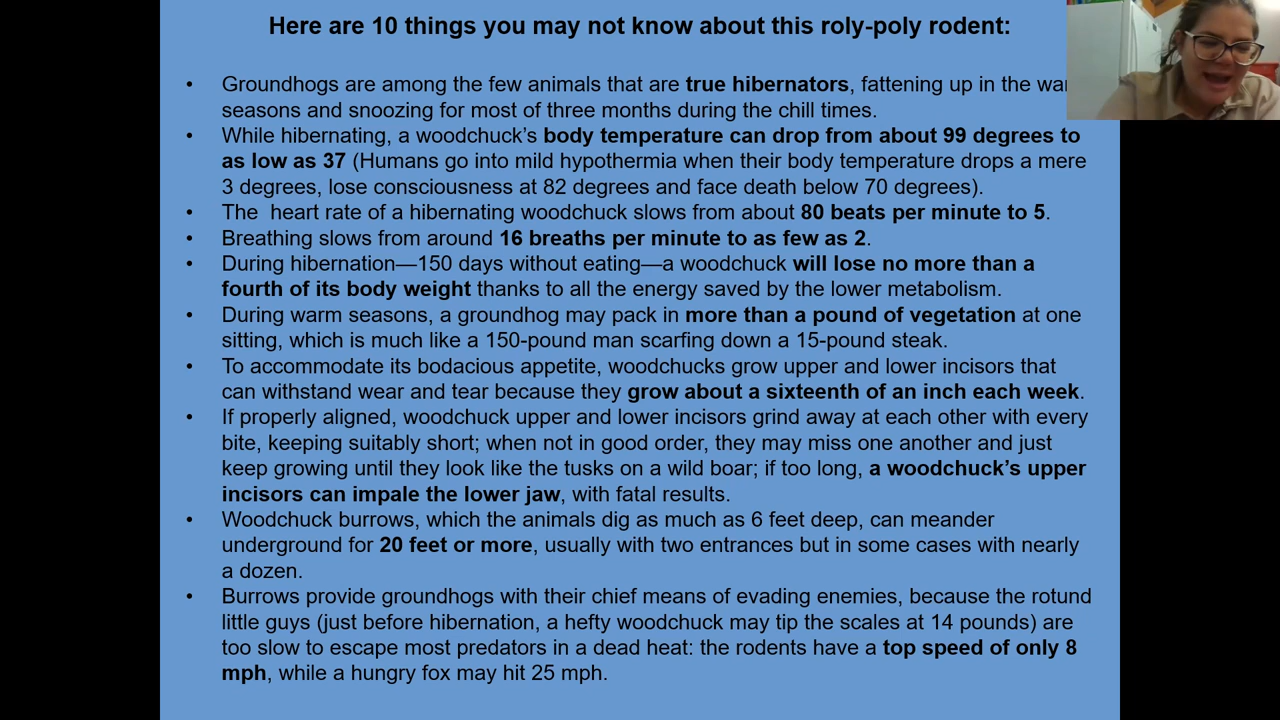 Here are 10 things you may not know about this roly-poly rodent:
• Groundhogs are among the few animals that are true hibernators, fattening up in the
seasons and snoozing for most of three months during the chill times.
• While hibernating, a woodchuck’s body temperature can drop from about 99 degrees to
as low as 37 (Humans go into mild hypothermia when their body temperature drops a mere
3 degrees, lose consciousness at 82 degrees and face death below 70 degrees).
• The  heart rate of a hibernating woodchuck slows from about 80 beats per minute to 5.
• Breathing slows from around 16 breaths per minute to as few as 2.
• During hibernation—150 days without eating—a woodchuck will lose no more than a
fourth of its body weight thanks to all the energy saved by the lower metabolism.
• During warm seasons, a groundhog may pack in more than a pound of vegetation at one
sitting, which is much like a 150-pound man scarfing down a 15-pound steak.
• To accommodate its bodacious appetite, woodchucks grow upper and lower incisors that
can withstand wear and tear because they grow about a sixteenth of an inch each week.
• If properly aligned, woodchuck upper and lower incisors grind away at each other with every
bite, keeping suitably short; when not in good order, they may miss one another and just
keep growing until they look like the tusks on a wild boar; if too long, a woodchuck’s upper
incisors can impale the lower jaw, with fatal results.
• Woodchuck burrows, which the animals dig as much as 6 feet deep, can meander
underground for 20 feet or more, usually with two entrances but in some cases with nearly
a dozen.
• Burrows provide groundhogs with their chief means of evading enemies, because the rotund
little guys (just before hibernation, a hefty woodchuck may tip the scales at 14 pounds) are
too slow to escape most predators in a dead heat: the rodents have a top speed of only 8
mph, while a hungry fox may hit 25 mph.